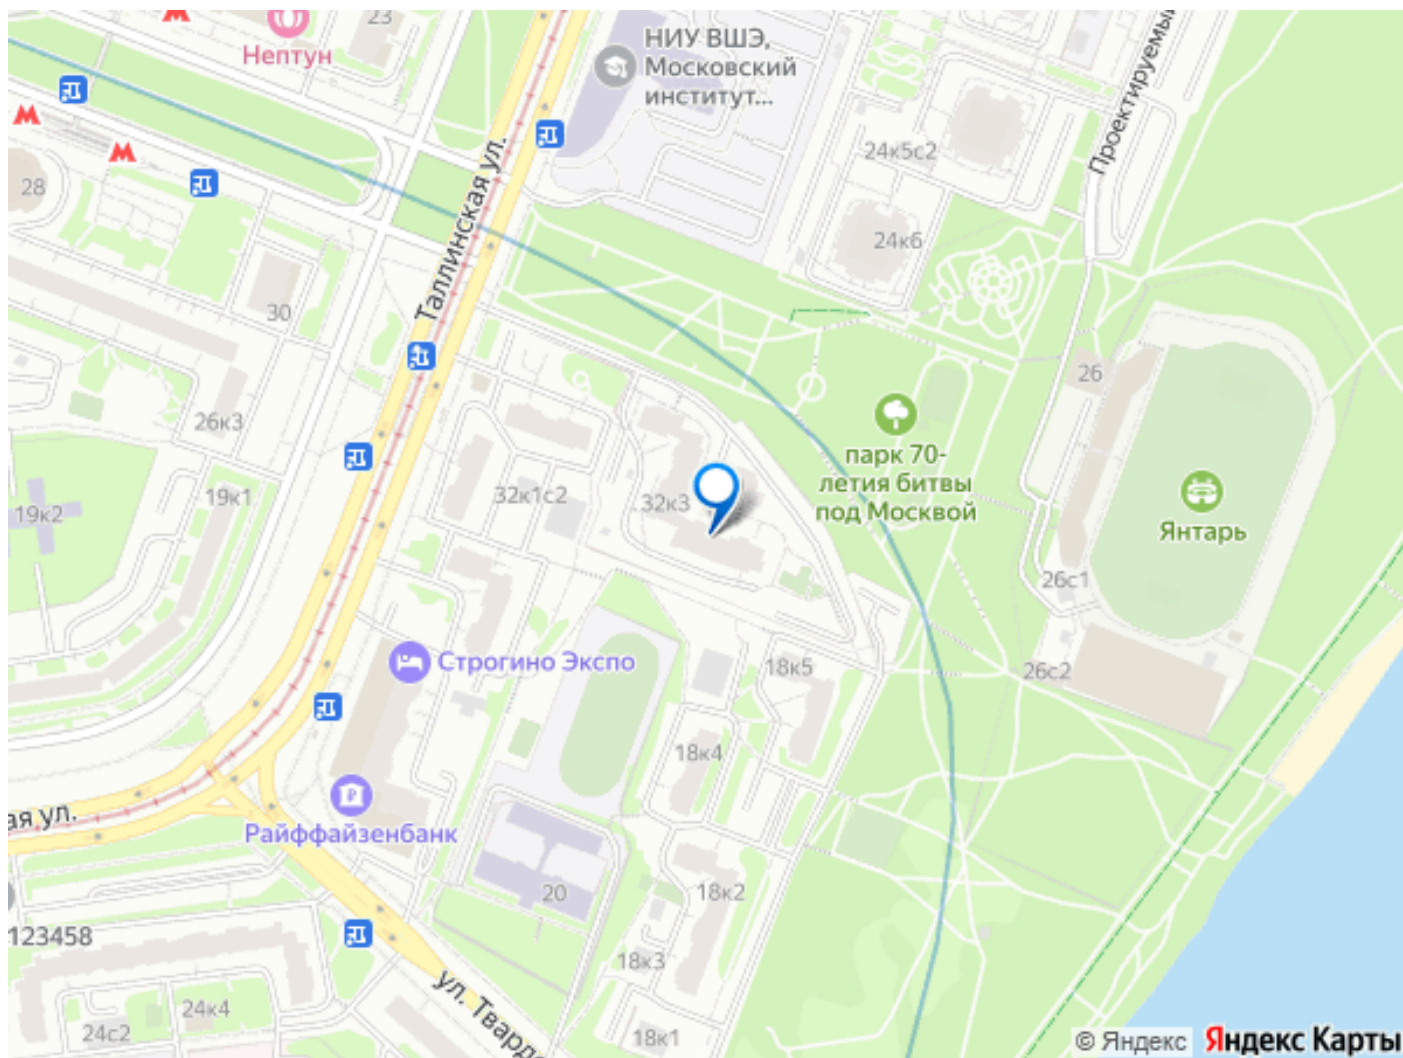 23
Нептун
НИУ ВШЭ,
Московский
институт...
Проектируемый
24к5с2
28
Таллинская ул.
24к6
30
26
26к3
парк 70-
летия битвы
под Москвой
19к1
19к2
32к1с2
32к3
Янтарь
26с1
Строгино Экспо
18к5
26с2
18к4
ая ул.
Райффайзенбанк
20
18к2
123458
18к3
ул. Твардо
24к4
24с2
18к1
© Яндекс Яндекс Карты